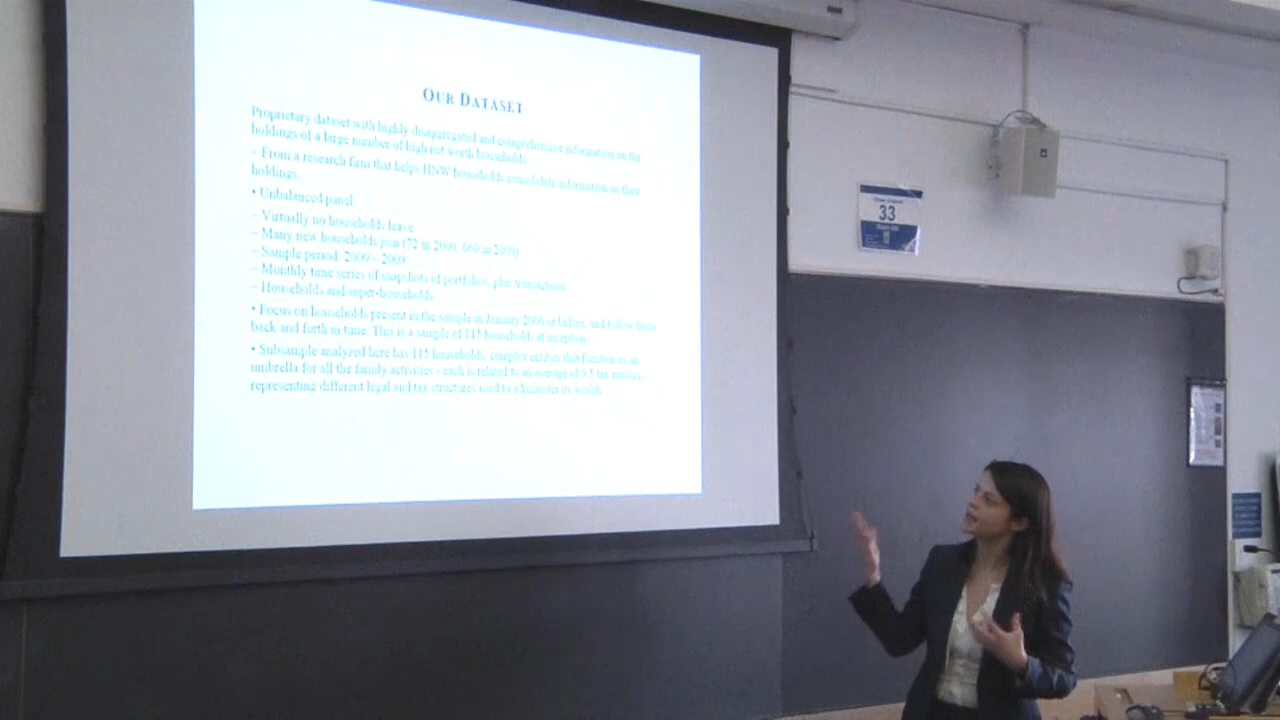 OUR DATASET
Proprietary dataset with highly disaggregated and comprehensive information on the
holdings of a large number of high net worth households
– From a research firm that helps HNW households consolidate information on their
holdings.
• Unbalanced panel:
– Virtually no households leave
– Many new households join (72 in 2000, 660 in 2009)
– Sample period: 2000 – 2009
– Monthly time series of snapshots of portfolios, plus transactions
– Households and super-households
• Focus on households present in the sample in January 2006 or before, and follow them
back and forth in time. This is a sample of 115 households at inception.
• Subsample analyzed here has 115 households, complex entities that function as an
umbrella for all the family activities - each is related to an average of 9.5 tax entities,
representing different legal and tax structures used to administer its wealth.
33